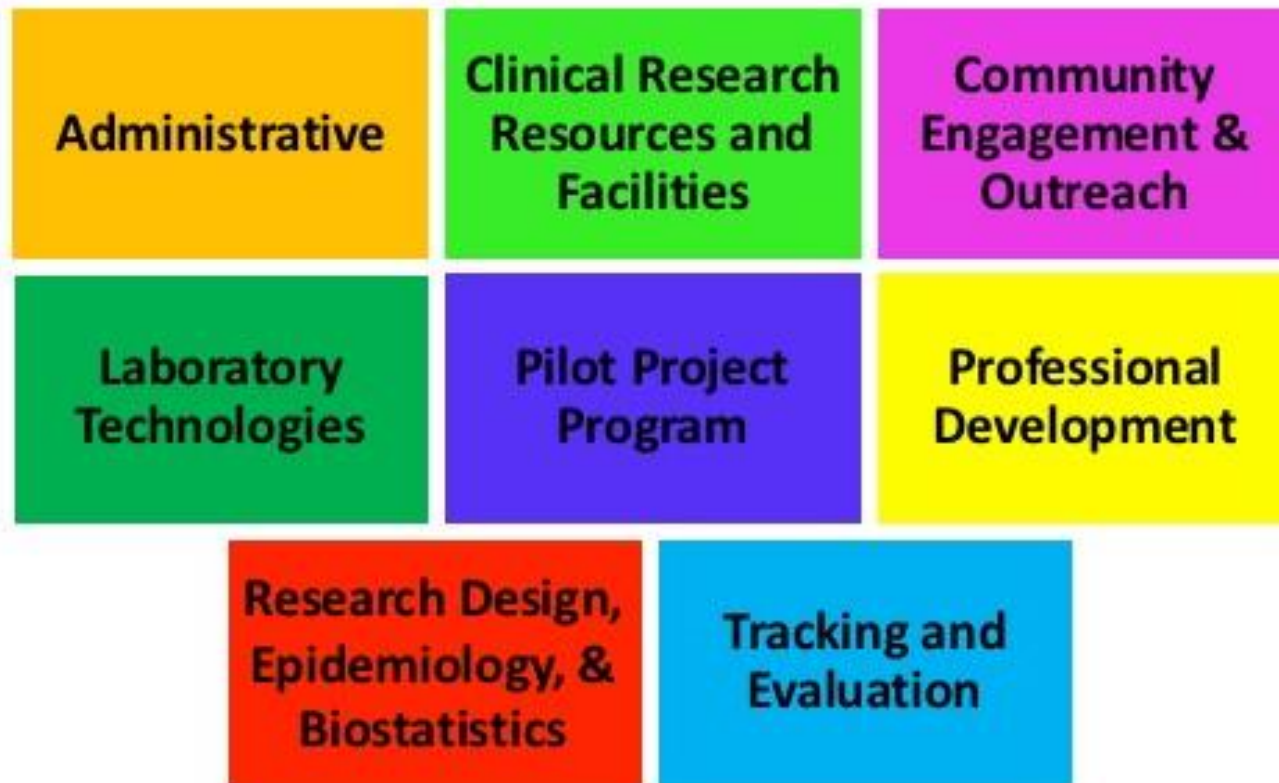 Administrative
Clinical Research
Resources and
Facilities
Community
Engagement &
Outreach
Laboratory
Technologies
Pilot Project
Program
Professional
Development
Research Design,
Epidemiology, &
Biostatistics
Tracking and
Evaluation